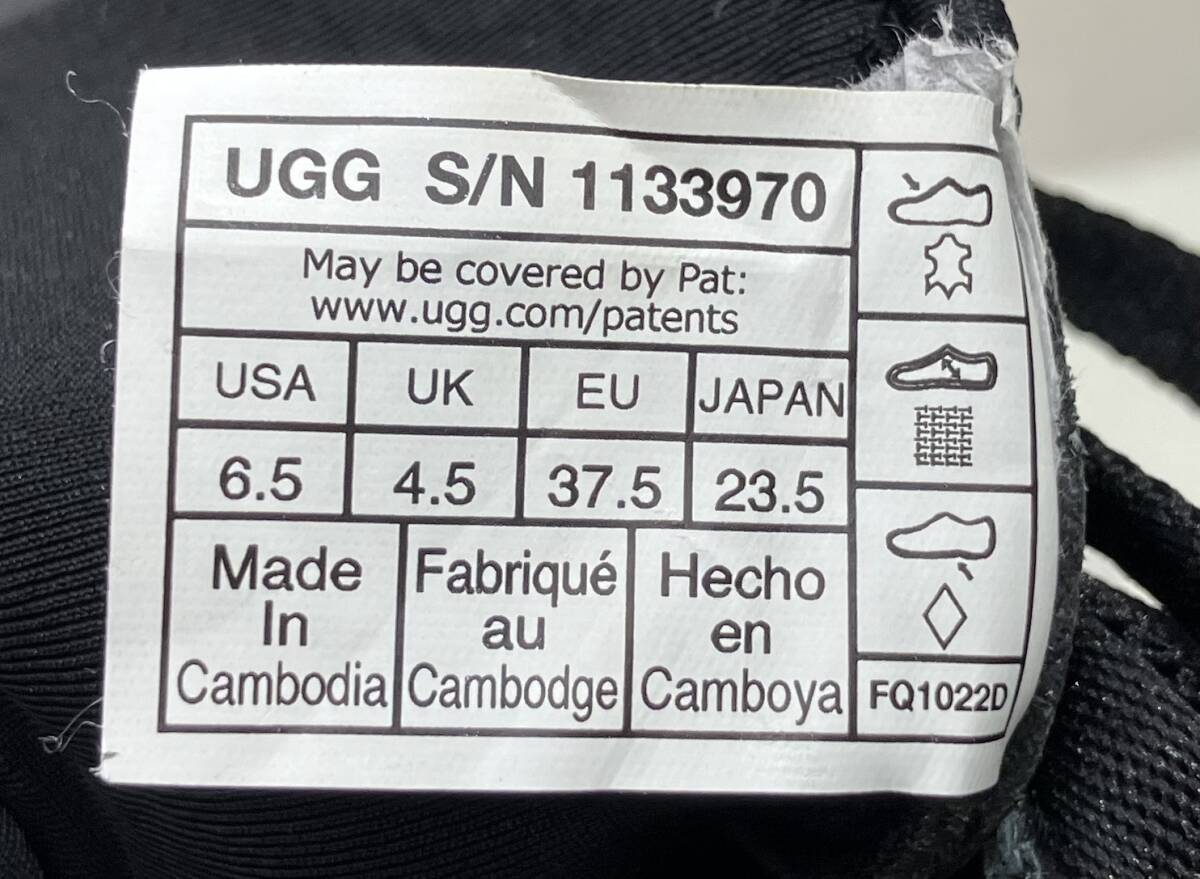 UGG S/N 1133970
May be covered by Pat:
www.ugg.com/patents
USA UK EU JAPAN
6.5 4.5 37.5 23.5
Made
In
Cambodia
Fabriqué
au
Cambodge
Hecho
en
Camboya
FQ1022D